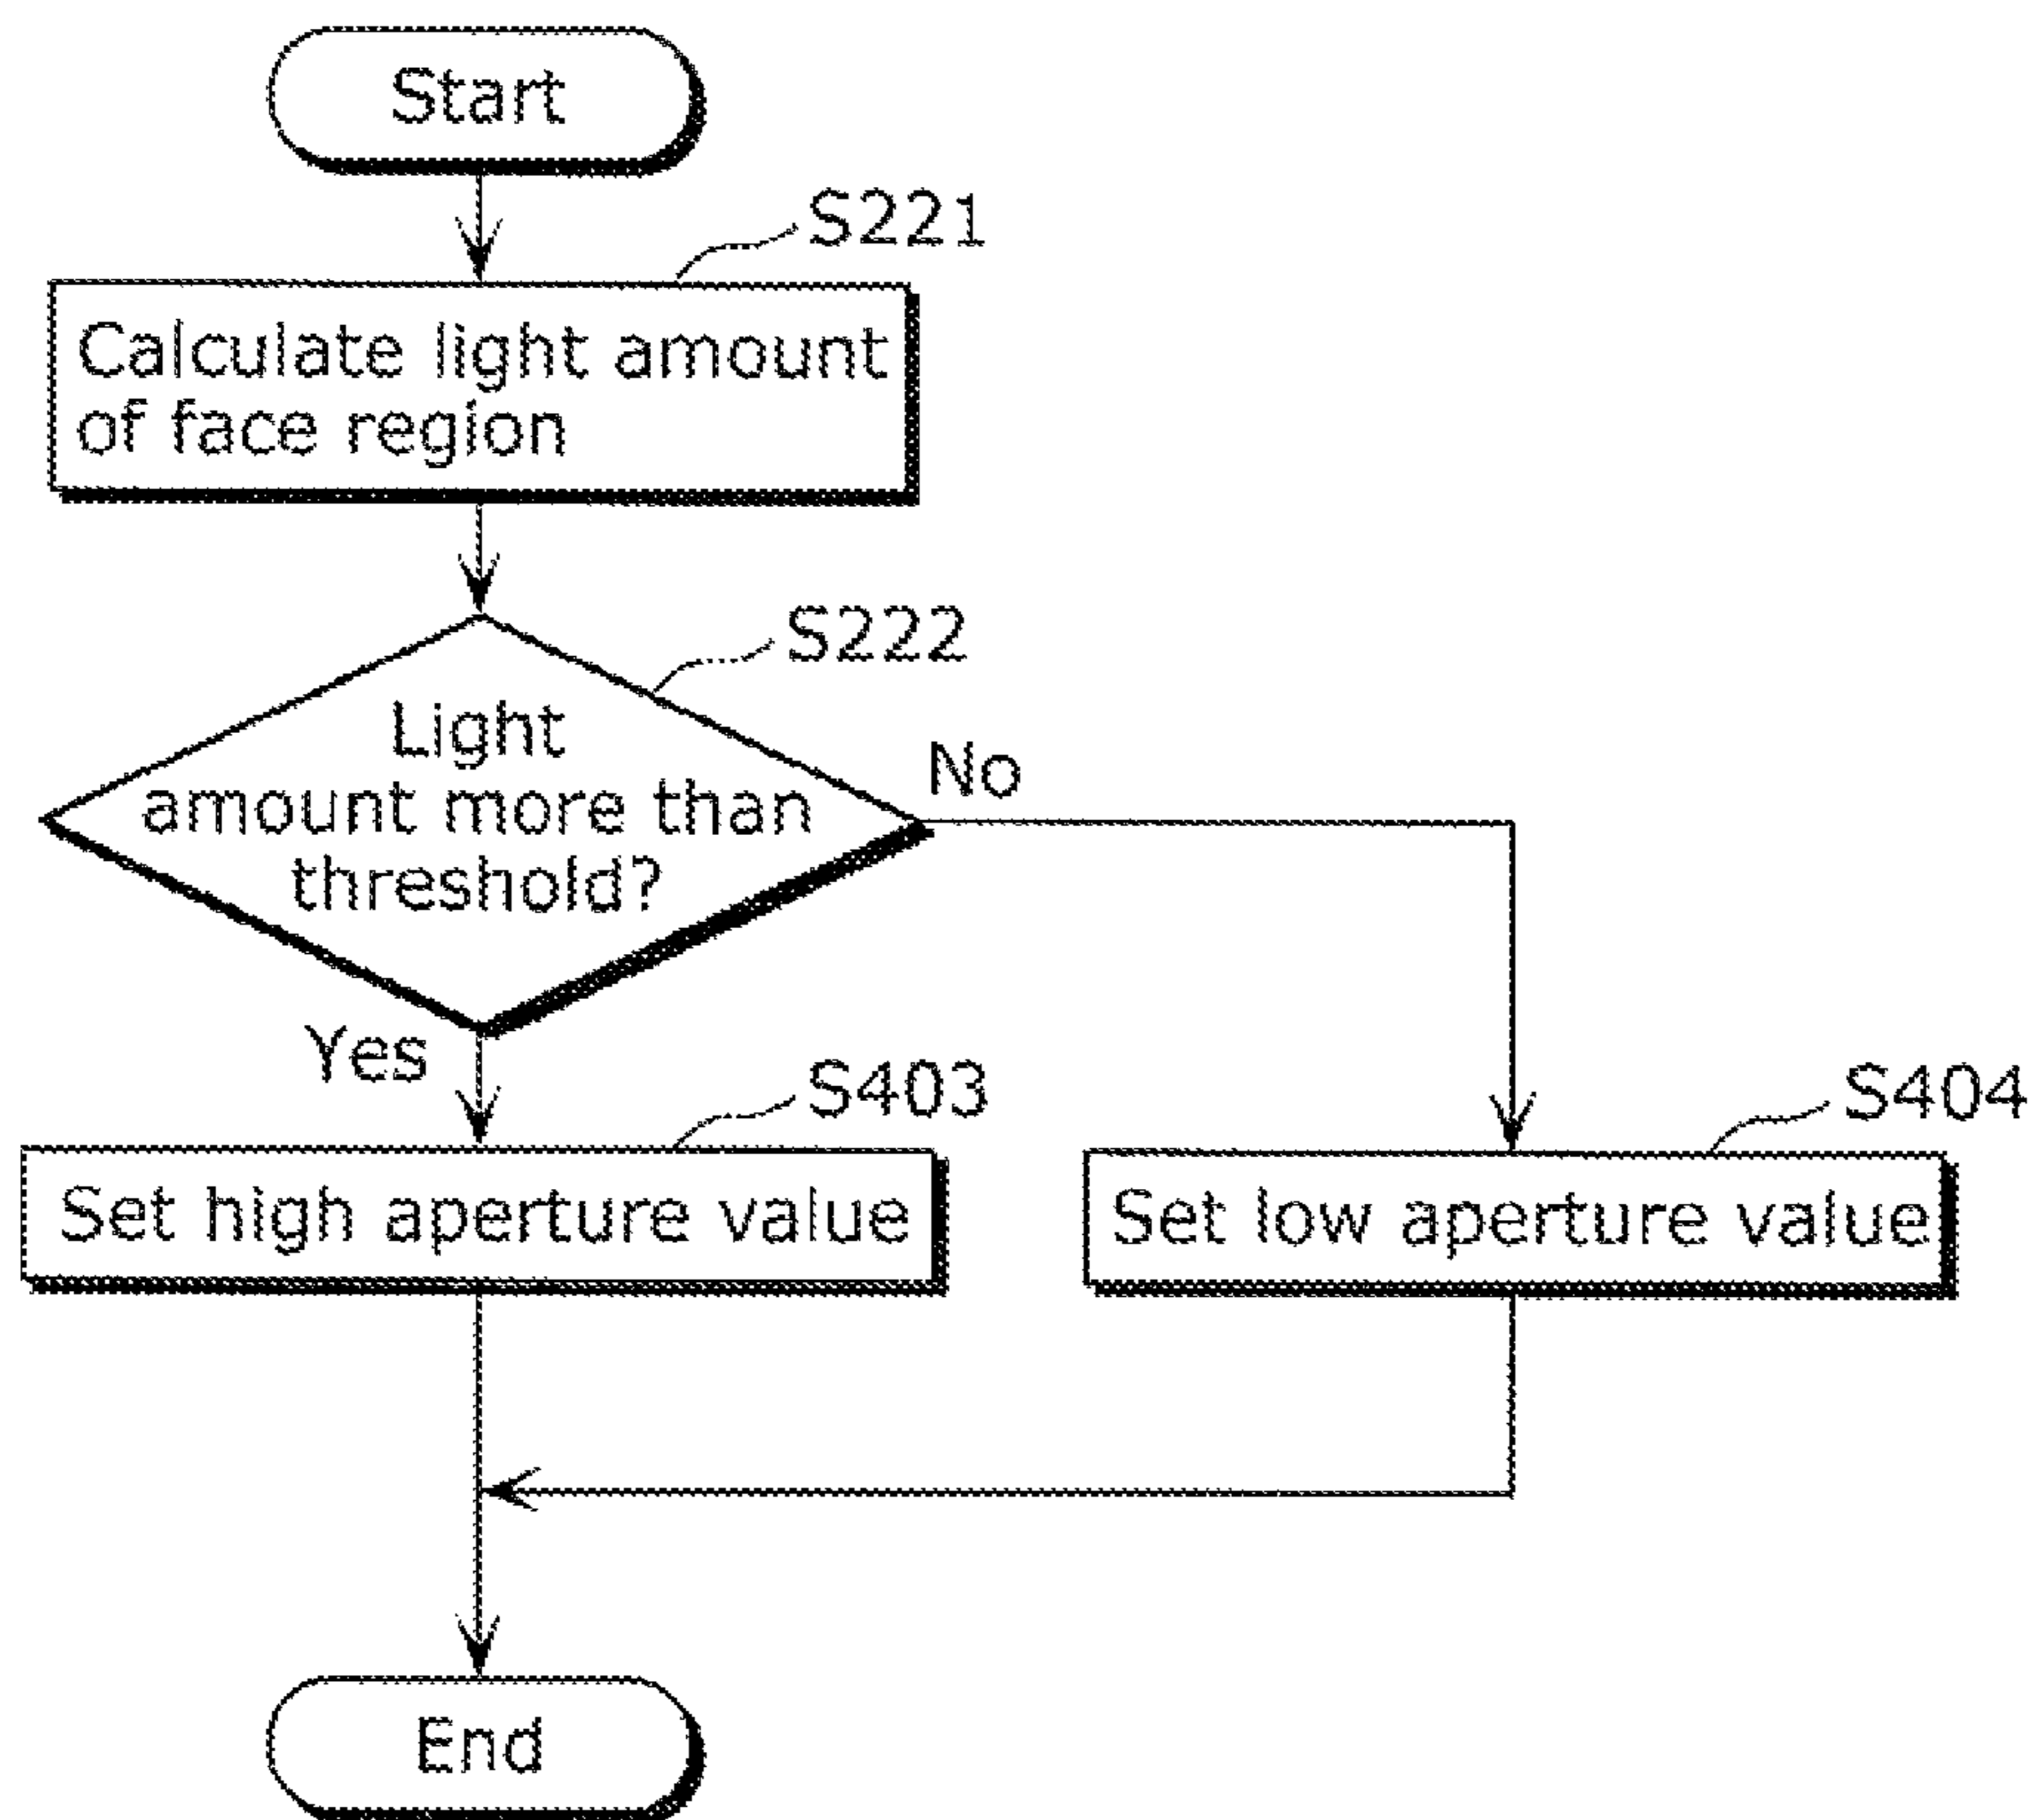 Start
S221
Calculate light amount
of face region
S222
Light
amount more than
threshold?
No
Yes
S403
Set high aperture value
S404
Set low aperture value
End